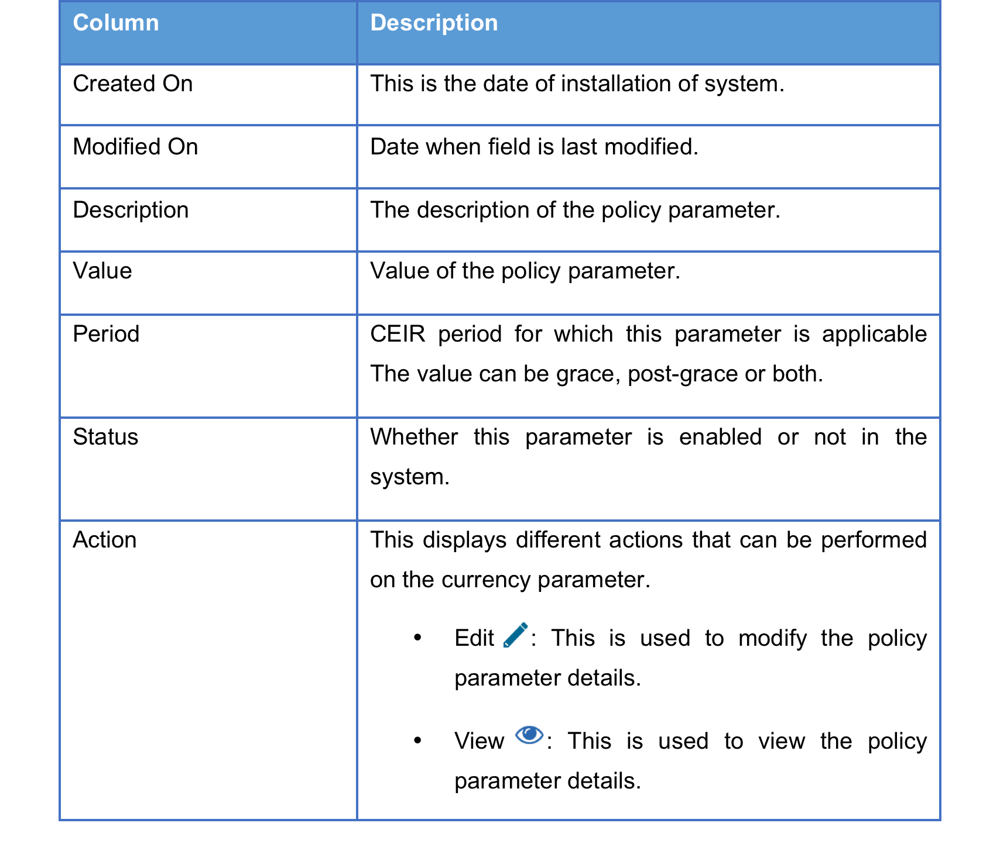 Column
Description
Created On
This is the date of installation of system.
Modified On
Date when field is last modified.
Description
The description of the policy parameter.
Value
Value of the policy parameter.
Period
CEIR period for which this parameter is applicable
The value can be grace, post-grace or both.
Status
Whether this parameter is enabled or not in the
system.
Action
This displays different actions that can be performed
on the currency parameter.
• Edit : This is used to modify the policy
parameter details.
• View : This is used to view the policy
parameter details.